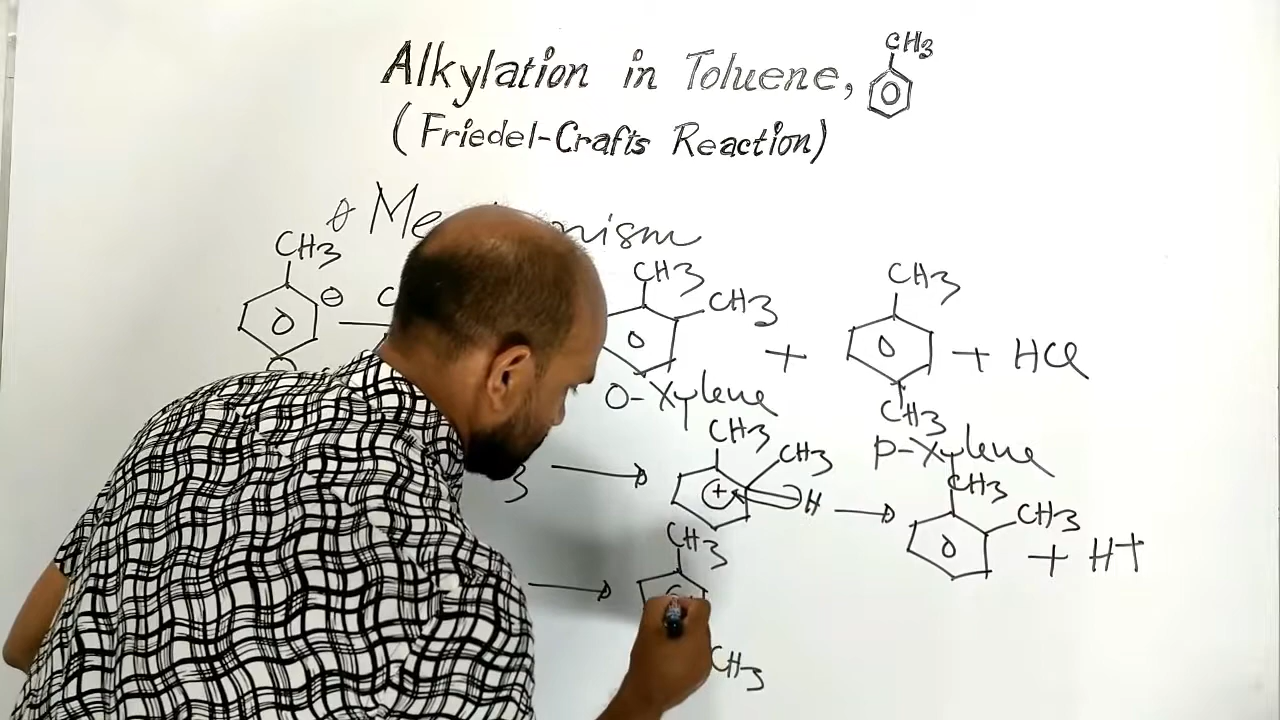 Alkylation in Toluene, CH3
(Friedel-Crafts Reaction)
CH3 ⊖ CH3 CH3 + CH3 CH3 + HCl
O-Xylene p-Xylene
CH3 CH3 + H CH3 CH3 + H+
CH3 CH3